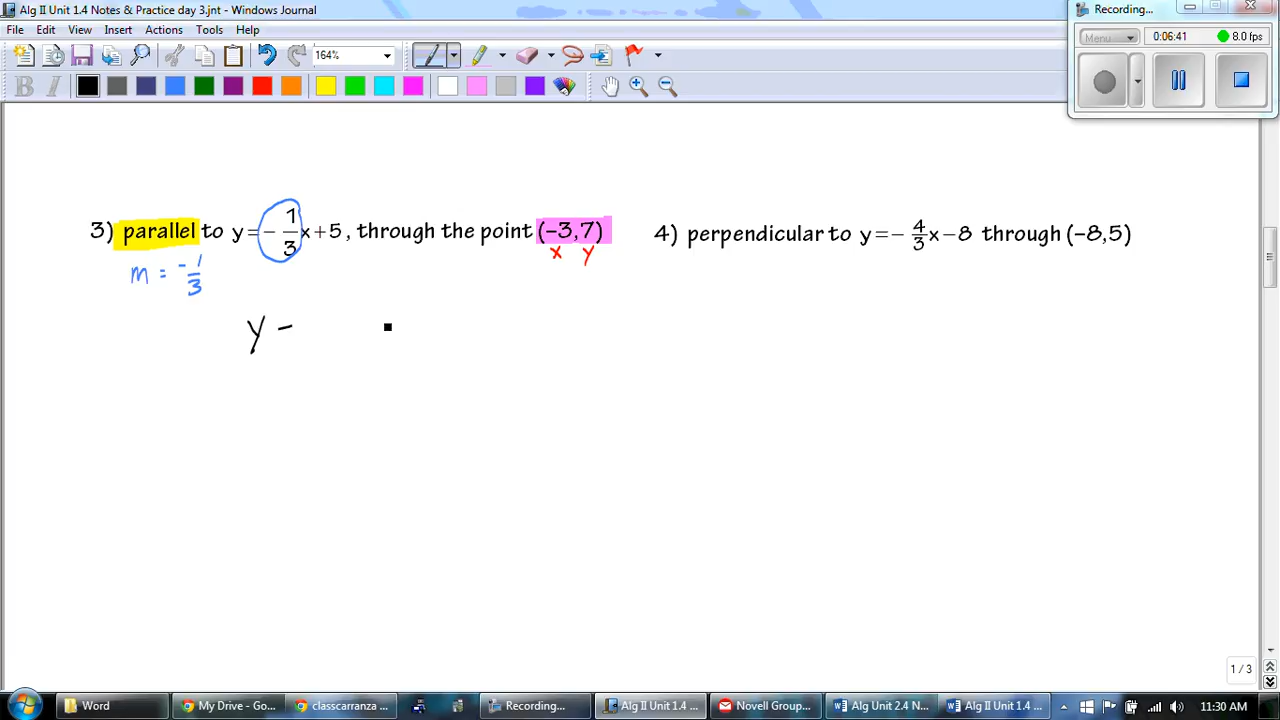 Alg II Unit 1.4 Notes & Practice day 3.jnt - Windows Journal
Recording...
File Edit View Insert Actions Tools Help
Menu 0:06:41 8.0 fps
164%
B I
3) parallel to y = - 1/3 x + 5 , through the point (-3,7)
x y
m = -1/3
4) perpendicular to y = - 4/3 x - 8 through (-8,5)
y -
1 / 3
Word My Drive - Go... classcarranza ... Recording... Alg II Unit 1.4 ... Novell Group... Alg Unit 2.4 N... Alg II Unit 1.4 ... 11:30 AM